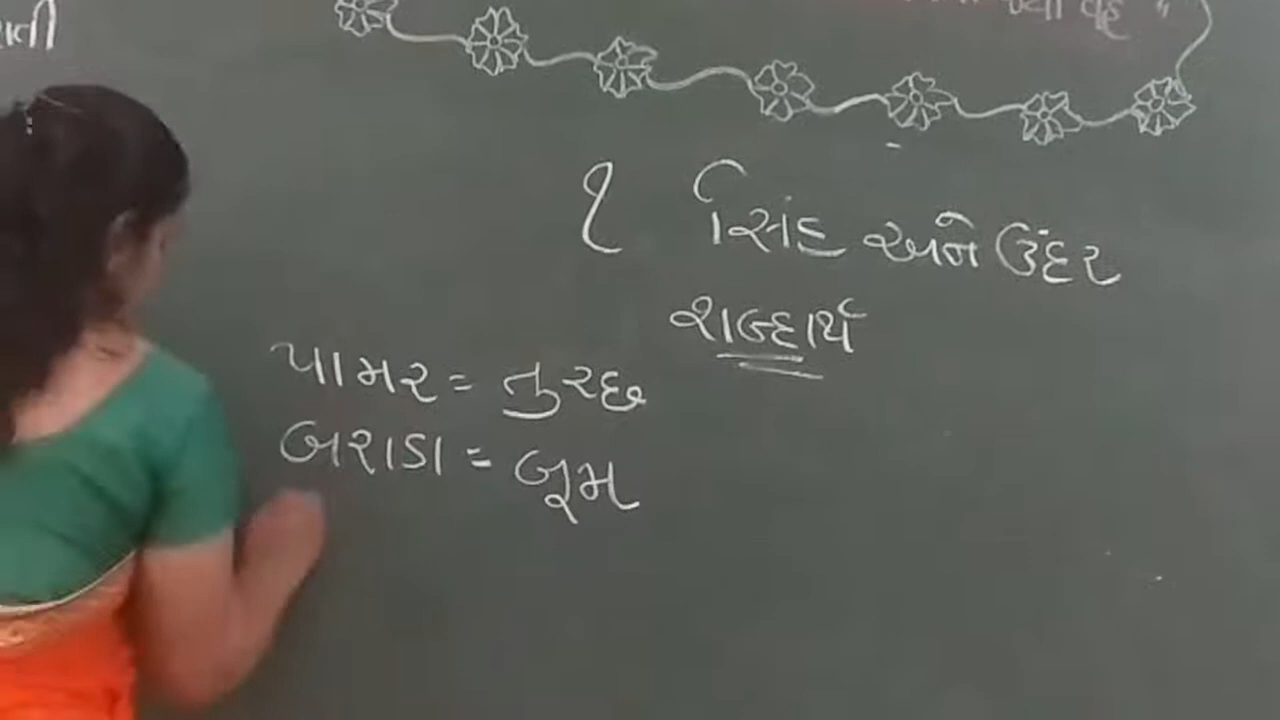 ૧ સિંહ અને ઉંદર
શબ્દાર્થ
પામર = તુચ્છ
બરાડા = બૂમ